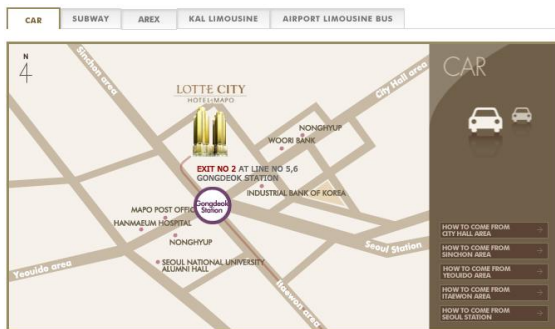 CAR
SUBWAY
AREX
KAL LIMOUSINE
AIRPORT LIMOUSINE BUS
N
4
Sinchon area
City Hall area
CAR
LOTTE CITY
HOTEL MAPO
NONGHYUP
WOORI BANK
EXIT NO 2 AT LINE NO 5,6
GONGDEOK STATION
INDUSTRIAL BANK OF KOREA
MAPO POST OFFIC
Gongdeok
Station
HANMAEUM HOSPITAL
NONGHYUP
Seoul Station
SEOUL NATIONAL UNIVERSITY
ALUMNI HALL
Yeouido area
Itaewon area
HOW TO COME FROM
CITY HALL AREA
HOW TO COME FROM
SINCHON AREA
HOW TO COME FROM
YEOUIDO AREA
HOW TO COME FROM
ITAEWON AREA
HOW TO COME FROM
SEOUL STATION